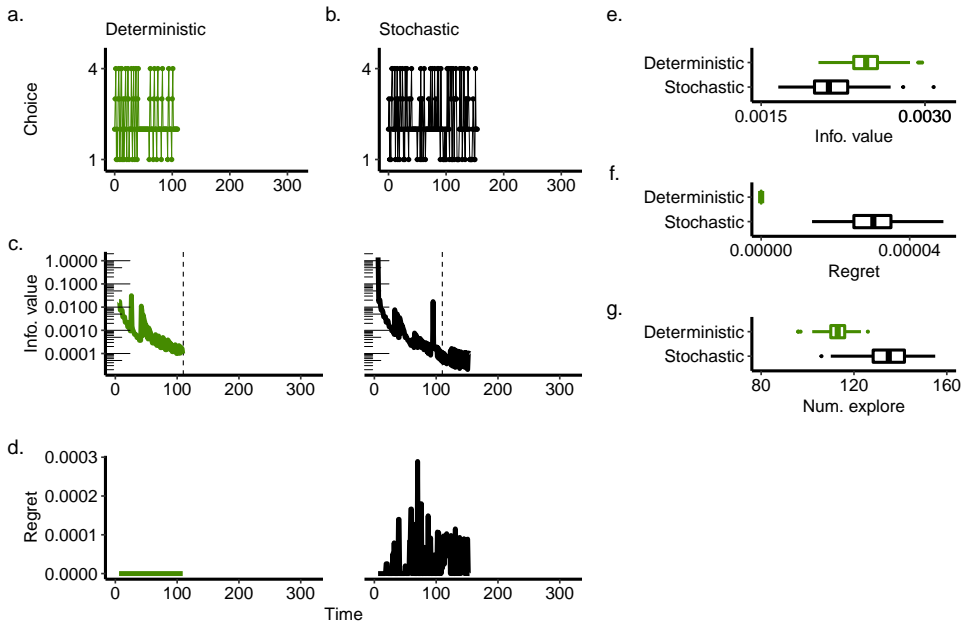 a.
Deterministic
b.
Stochastic
Choice
4
1
0
100
200
300
4
1
0
100
200
300
c.
Info. value
1.0000
0.1000
0.0100
0.0010
0.0001
0
100
200
300
0
100
200
300
d.
Regret
0.0003
0.0002
0.0001
0.0000
0
100
200
300
0
100
200
300
Time
e.
Deterministic
Stochastic
0.0015
0.0030
Info. value
f.
Deterministic
Stochastic
0.00000
0.00004
Regret
g.
Deterministic
Stochastic
80
120
160
Num. explore